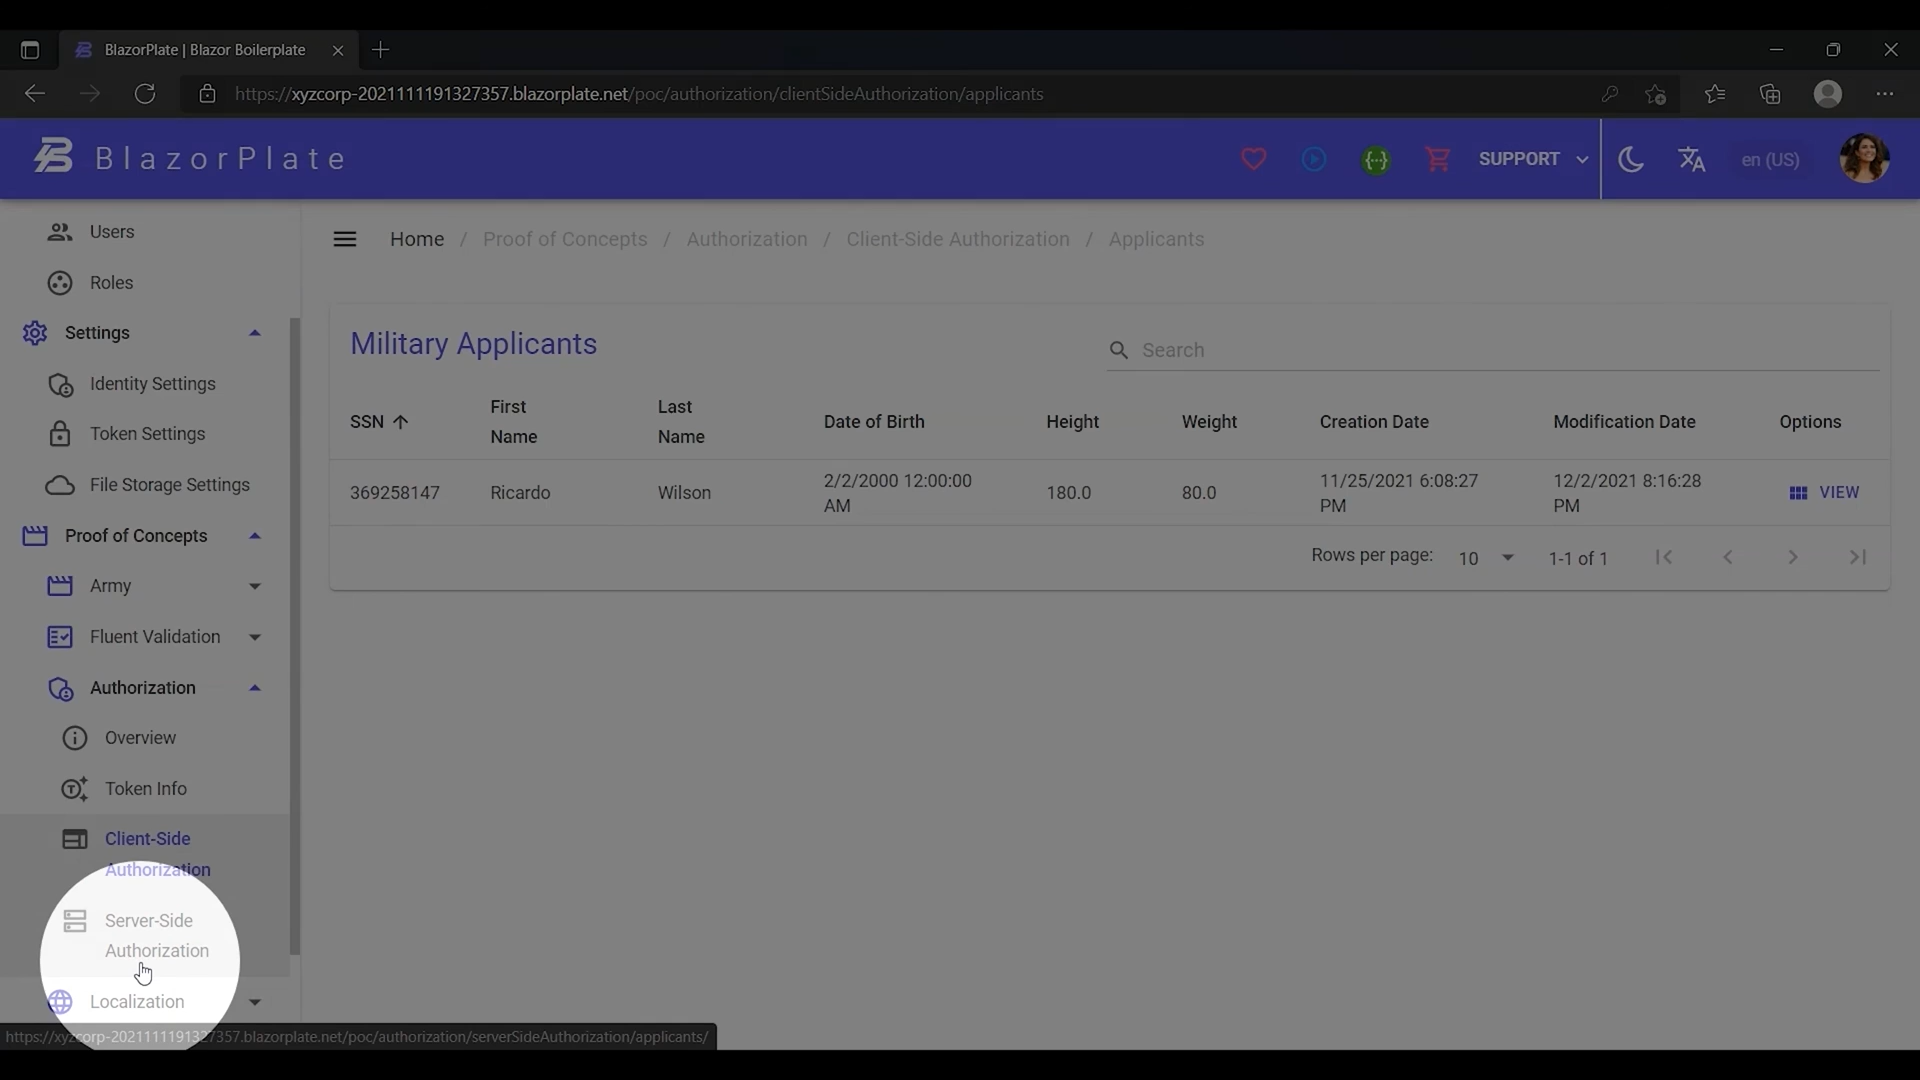 BlazorPlate | Blazor Boilerplate
https://xyzcorp-2021111191327357.blazorplate.net/poc/authorization/clientSideAuthorization/applicants
BlazorPlate
SUPPORT
en (US)
Users
Roles
Settings
Identity Settings
Token Settings
File Storage Settings
Proof of Concepts
Army
Fluent Validation
Authorization
Overview
Token Info
Client-Side
Authorization
Server-Side
Authorization
Localization
Home / Proof of Concepts / Authorization / Client-Side Authorization / Applicants
Military Applicants
Search
SSN First Name Last Name Date of Birth Height Weight Creation Date Modification Date Options
369258147 Ricardo Wilson 2/2/2000 12:00:00 AM 180.0 80.0 11/25/2021 6:08:27 PM 12/2/2021 8:16:28 PM VIEW
Rows per page: 10 1-1 of 1
https://xyzcorp-2021111191327357.blazorplate.net/poc/authorization/serverSideAuthorization/applicants/